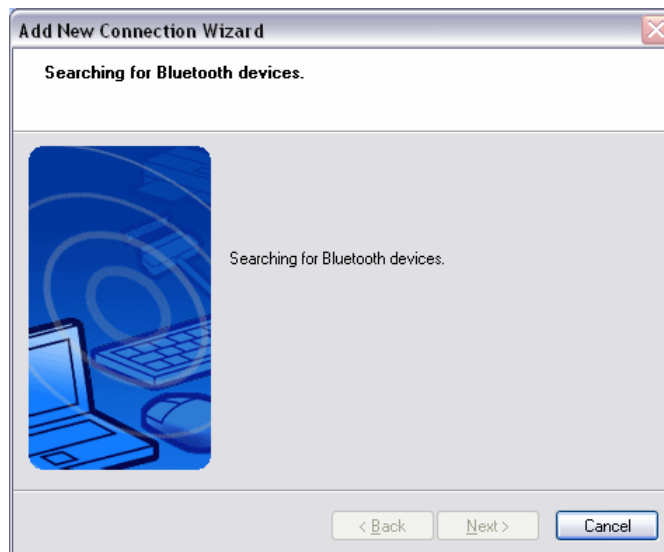 Add New Connection Wizard
Searching for Bluetooth devices.
Searching for Bluetooth devices.
< Back
Next >
Cancel